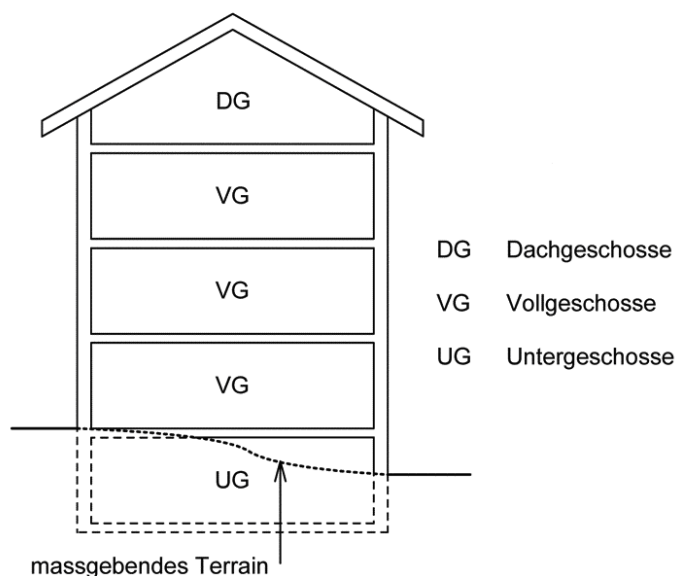 DG
VG
VG
VG
UG
massgebendes Terrain
DG Dachgeschosse
VG Vollgeschosse
UG Untergeschosse